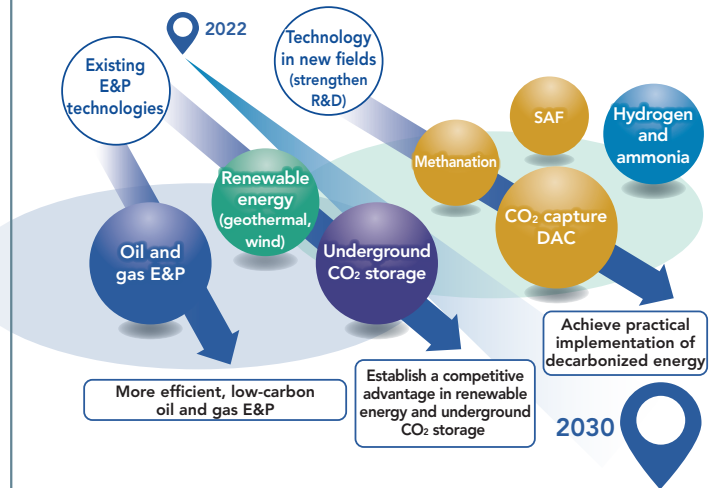 2022
Existing
E&P
technologies
Technology
in new fields
(strengthen
R&D)
SAF
Hydrogen
and
ammonia
Methanation
Renewable
energy
(geothermal,
wind)
CO₂ capture
DAC
Oil and
gas E&P
Underground
CO₂ storage
Achieve practical
implementation of
decarbonized energy
More efficient, low-carbon
oil and gas E&P
Establish a competitive
advantage in renewable
energy and underground
CO₂ storage
2030